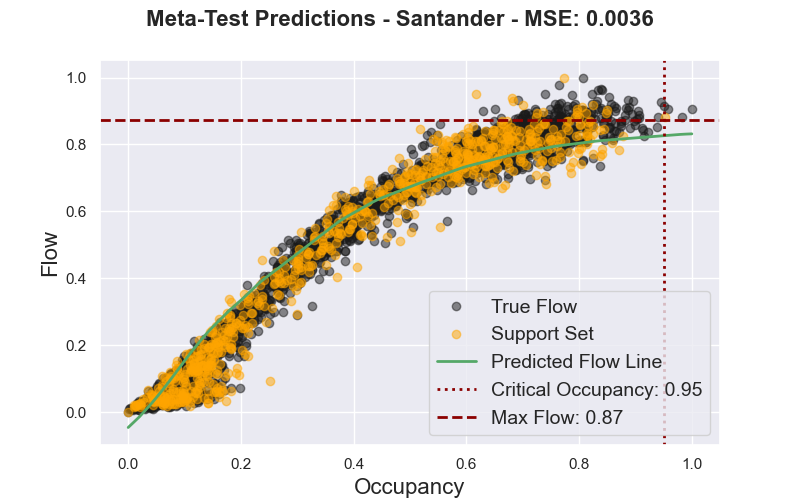 Meta-Test Predictions - Santander - MSE: 0.0036
Flow
1.0
0.8
0.6
0.4
0.2
0.0
True Flow
Support Set
Predicted Flow Line
Critical Occupancy: 0.95
Max Flow: 0.87
0.0 0.2 0.4 0.6 0.8 1.0
Occupancy